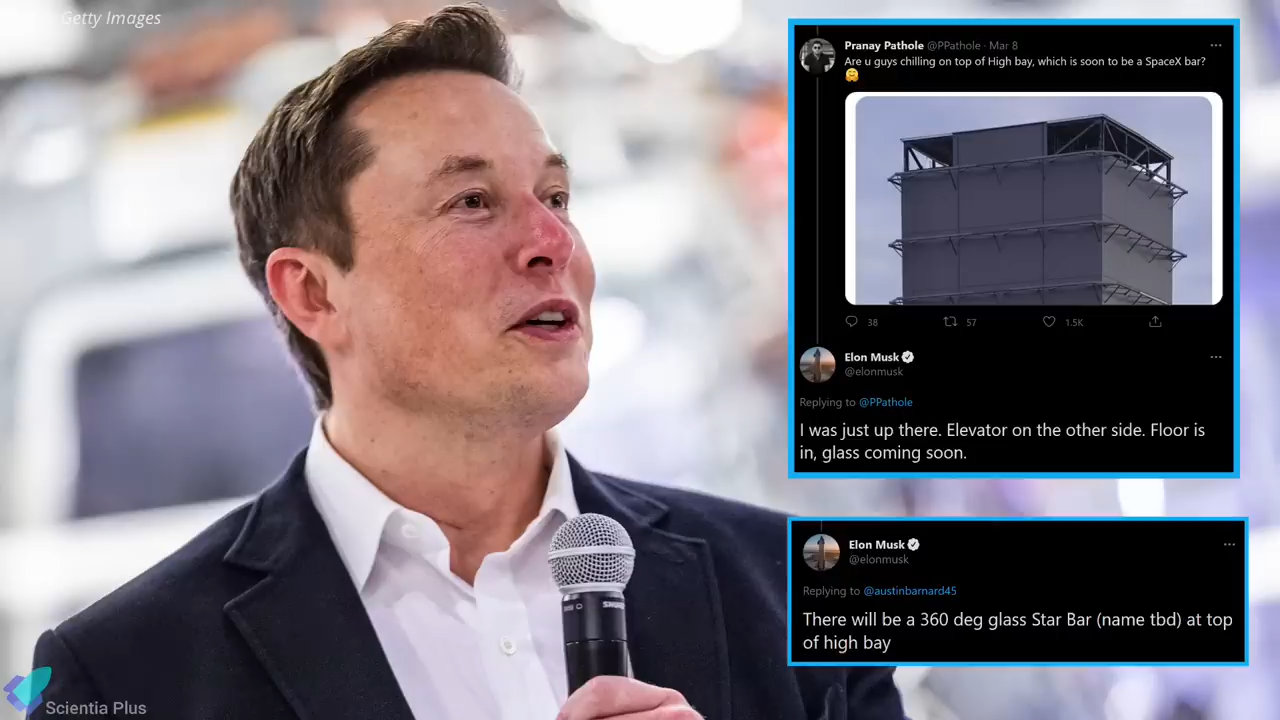 Getty Images
Pranay Pathole @PPathole · Mar 8
Are u guys chilling on top of High bay, which is soon to be a SpaceX bar?
38 57 1.5K
Elon Musk
@elonmusk
Replying to @PPathole
I was just up there. Elevator on the other side. Floor is
in, glass coming soon.
Elon Musk
@elonmusk
Replying to @austinbarnard45
There will be a 360 deg glass Star Bar (name tbd) at top
of high bay
SHURE
Scientia Plus